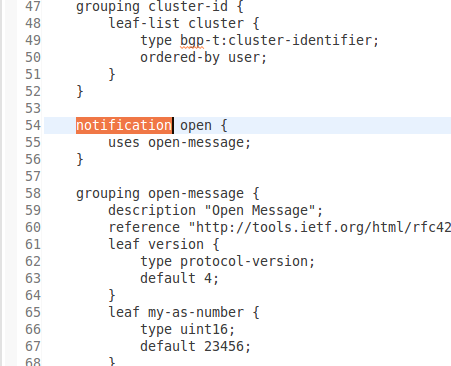 47 grouping cluster-id {
48 leaf-list cluster {
49 type bgp-t:cluster-identifier;
50 ordered-by user;
51 }
52 }
53
54 notification open {
55 uses open-message;
56 }
57
58 grouping open-message {
59 description "Open Message";
60 reference "http://tools.ietf.org/html/rfc42
61 leaf version {
62 type protocol-version;
63 default 4;
64 }
65 leaf my-as-number {
66 type uint16;
67 default 23456;
68 }